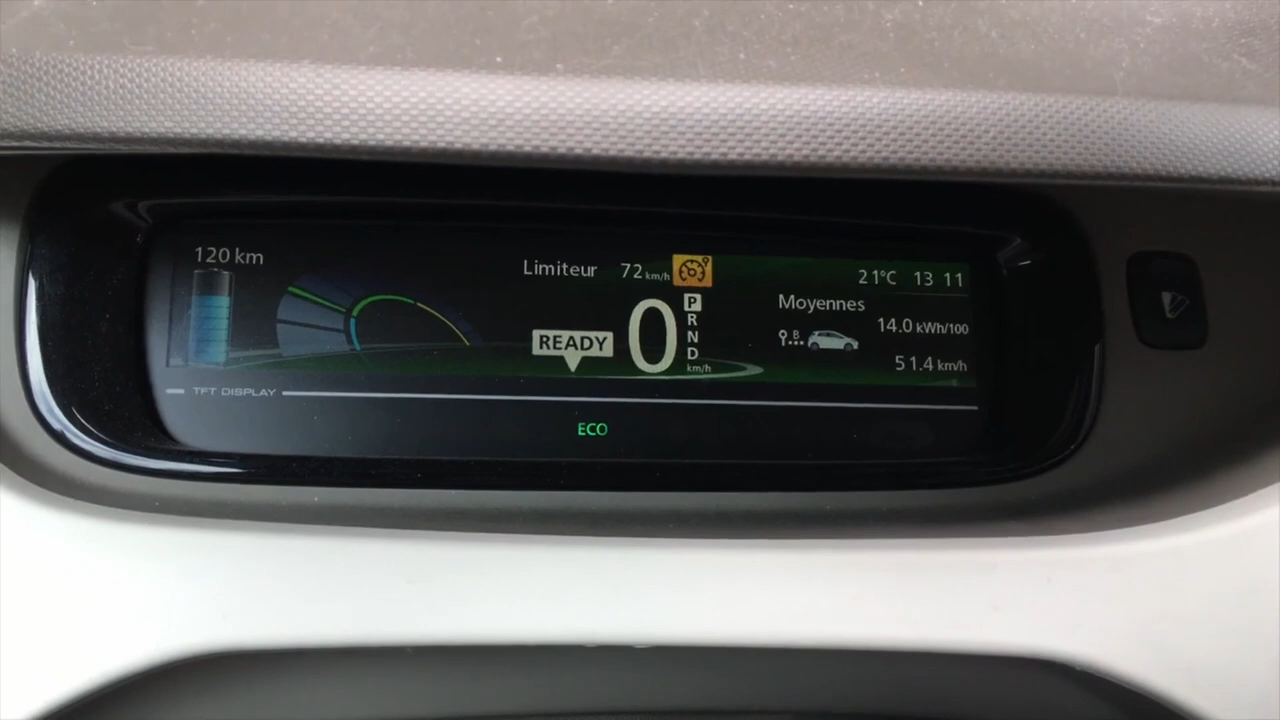 120 km
Limiteur 72 km/h
21°C 13 11
Moyennes
14.0 kWh/100
B
51.4 km/h
READY
0
P
R
N
D
km/h
TFT DISPLAY
ECO